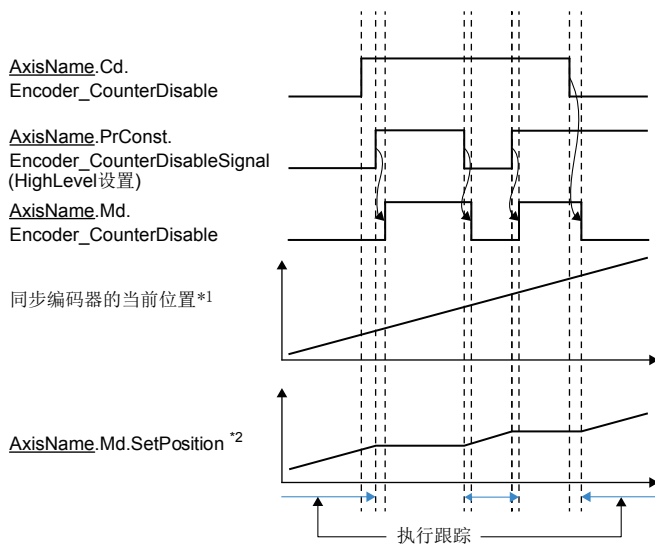 AxisName.Cd.
Encoder_CounterDisable
AxisName.PrConst.
Encoder_CounterDisableSignal
(HighLevel设置)
AxisName.Md.
Encoder_CounterDisable
同步编码器的当前位置*1
AxisName.Md.SetPosition *2
执行跟踪